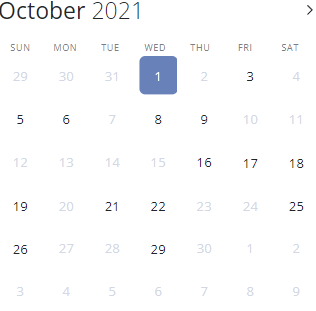 October 2021
SUN MON TUE WED THU FRI SAT
29 30 31 1 2 3 4
5 6 7 8 9 10 11
12 13 14 15 16 17 18
19 20 21 22 23 24 25
26 27 28 29 30 1 2
3 4 5 6 7 8 9